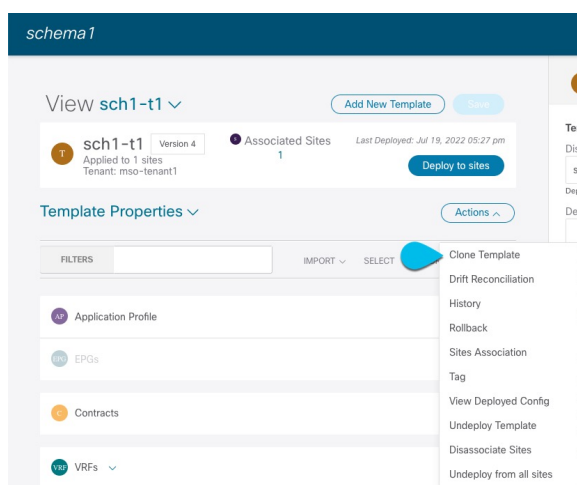 schema1
View sch1-t1
Add New Template
Save
T
sch1-t1
Version 4
Applied to 1 sites
Tenant: mso-tenant1
Associated Sites
1
Last Deployed: Jul 19, 2022 05:27 pm
Deploy to sites
Template Properties
Actions
FILTERS
IMPORT
SELECT
Clone Template
Drift Reconciliation
History
Rollback
Sites Association
Tag
View Deployed Config
Undeploy Template
Disassociate Sites
Undeploy from all sites
AP Application Profile
EPG EPGs
C Contracts
VRF VRFs